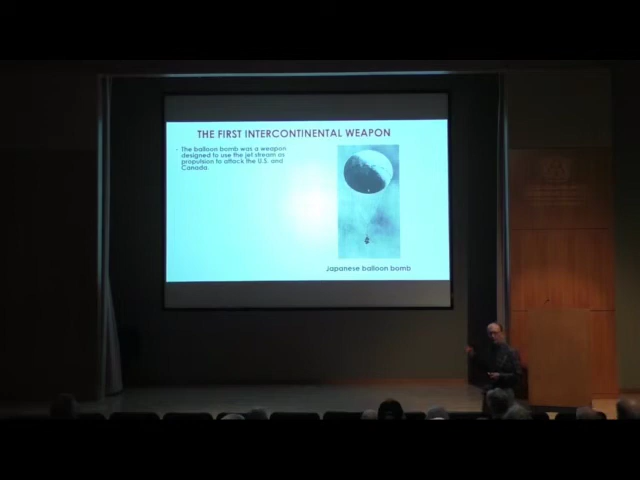 THE FIRST INTERCONTINENTAL WEAPON
- The balloon bomb was a weapon
designed to use the jet stream as
propulsion to attack the U.S. and
Canada.
Japanese balloon bomb